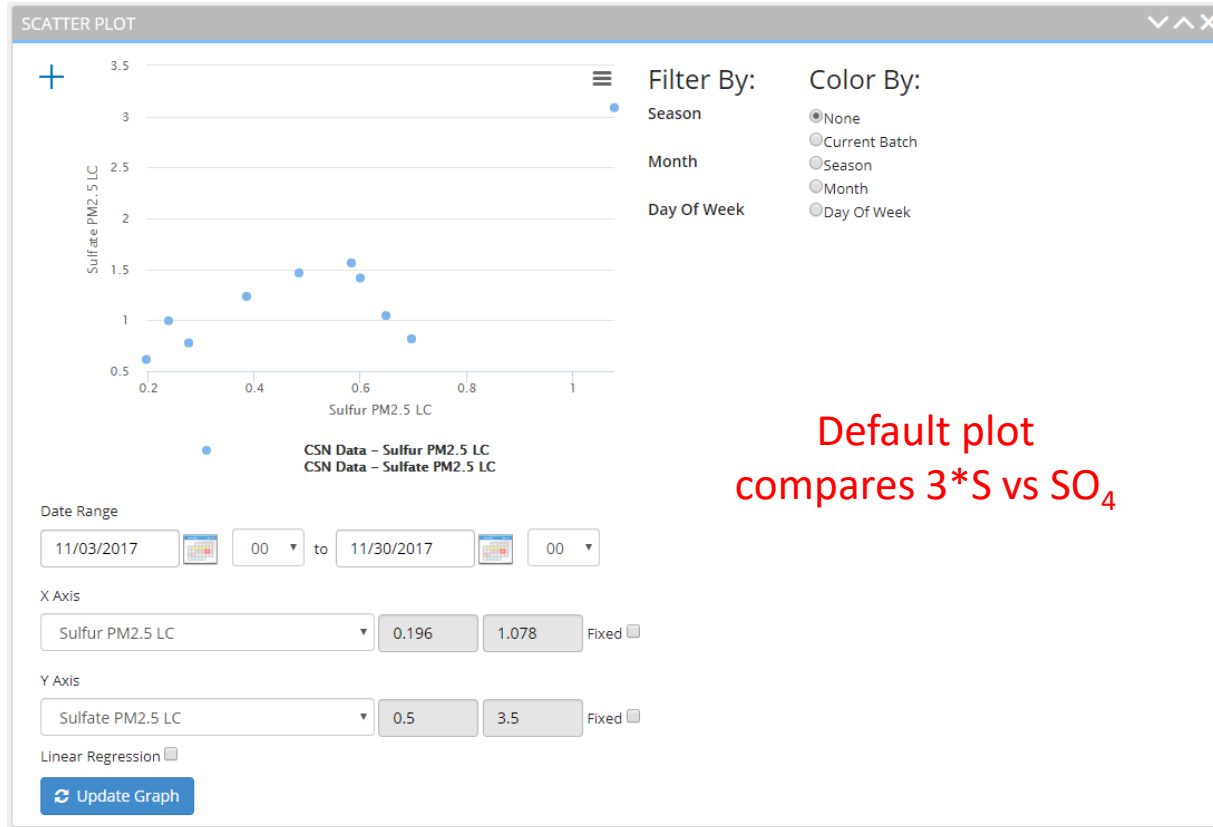 SCATTER PLOT
3.5
3
2.5
2
1.5
1
0.5
Sulfate PM2.5 LC
0.2 0.4 0.6 0.8 1
Sulfur PM2.5 LC
CSN Data – Sulfur PM2.5 LC
CSN Data – Sulfate PM2.5 LC
Filter By:
Season
Month
Day Of Week
Color By:
None
Current Batch
Season
Month
Day Of Week
Default plot
compares 3*S vs SO₄
Date Range
11/03/2017 00 to 11/30/2017 00
X Axis
Sulfur PM2.5 LC 0.196 1.078 Fixed
Y Axis
Sulfate PM2.5 LC 0.5 3.5 Fixed
Linear Regression
Update Graph